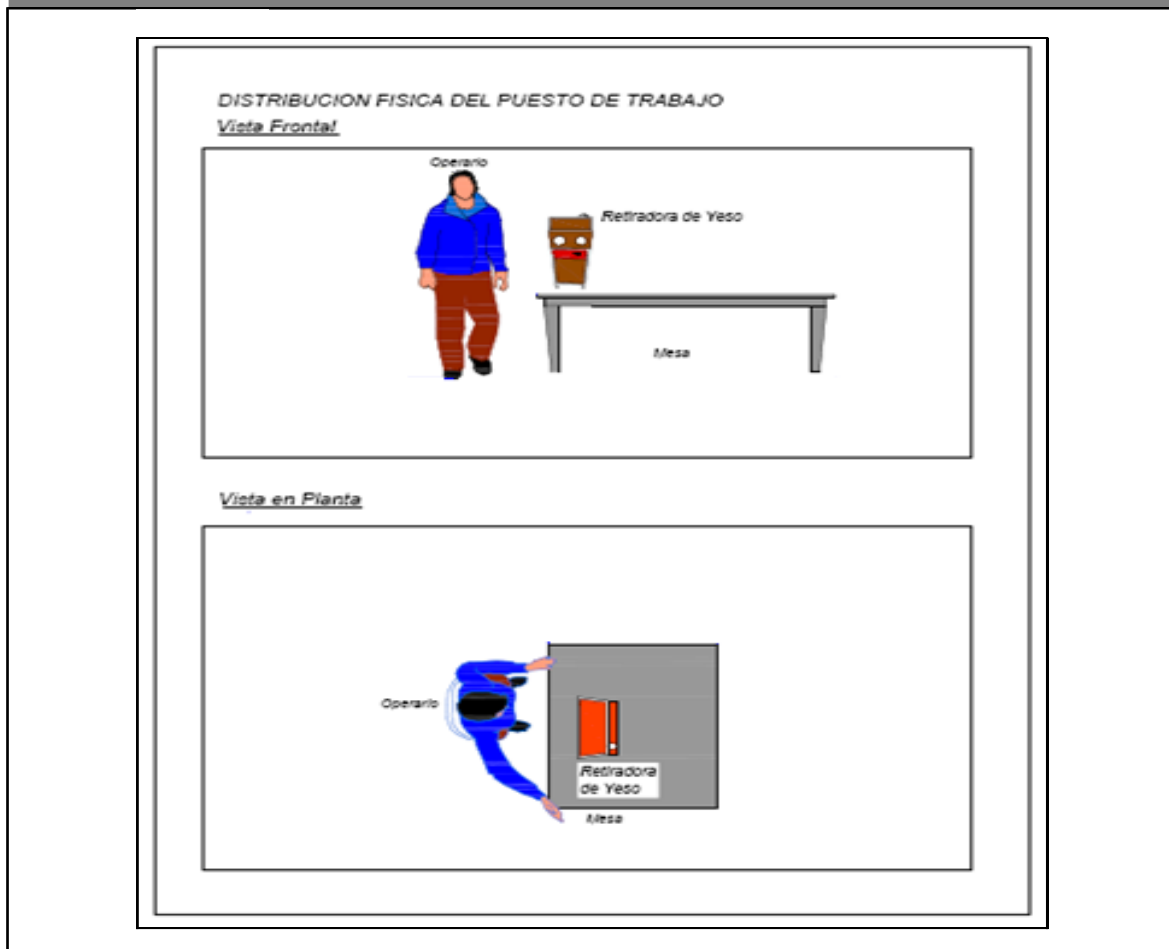 DISTRIBUCION FISICA DEL PUESTO DE TRABAJO
Vista Frontal
Operario
Retiradora de Yeso
Mesa
Vista en Planta
Operario
Retiradora
de Yeso
Mesa